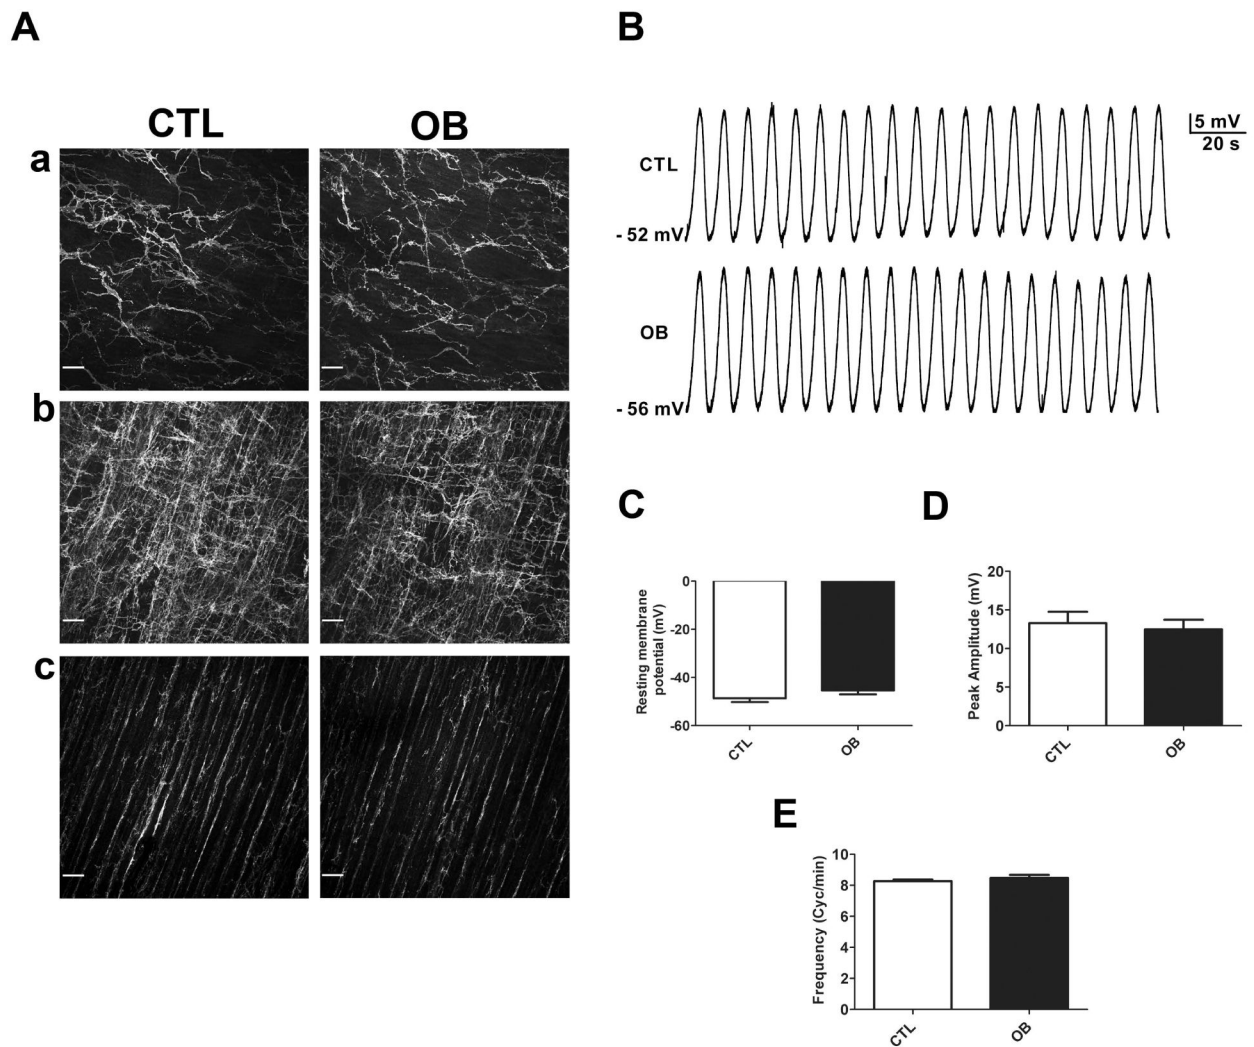 A
CTL
OB
a
b
c
B
CTL
- 52 mV
OB
- 56 mV
5 mV
20 s
C
Resting membrane
potential (mV)
0
-20
-40
-60
CTL
OB
D
Peak Amplitude (mV)
20
15
10
5
0
CTL
OB
E
Frequency (Cyc/min)
10
8
6
4
2
0
CTL
OB